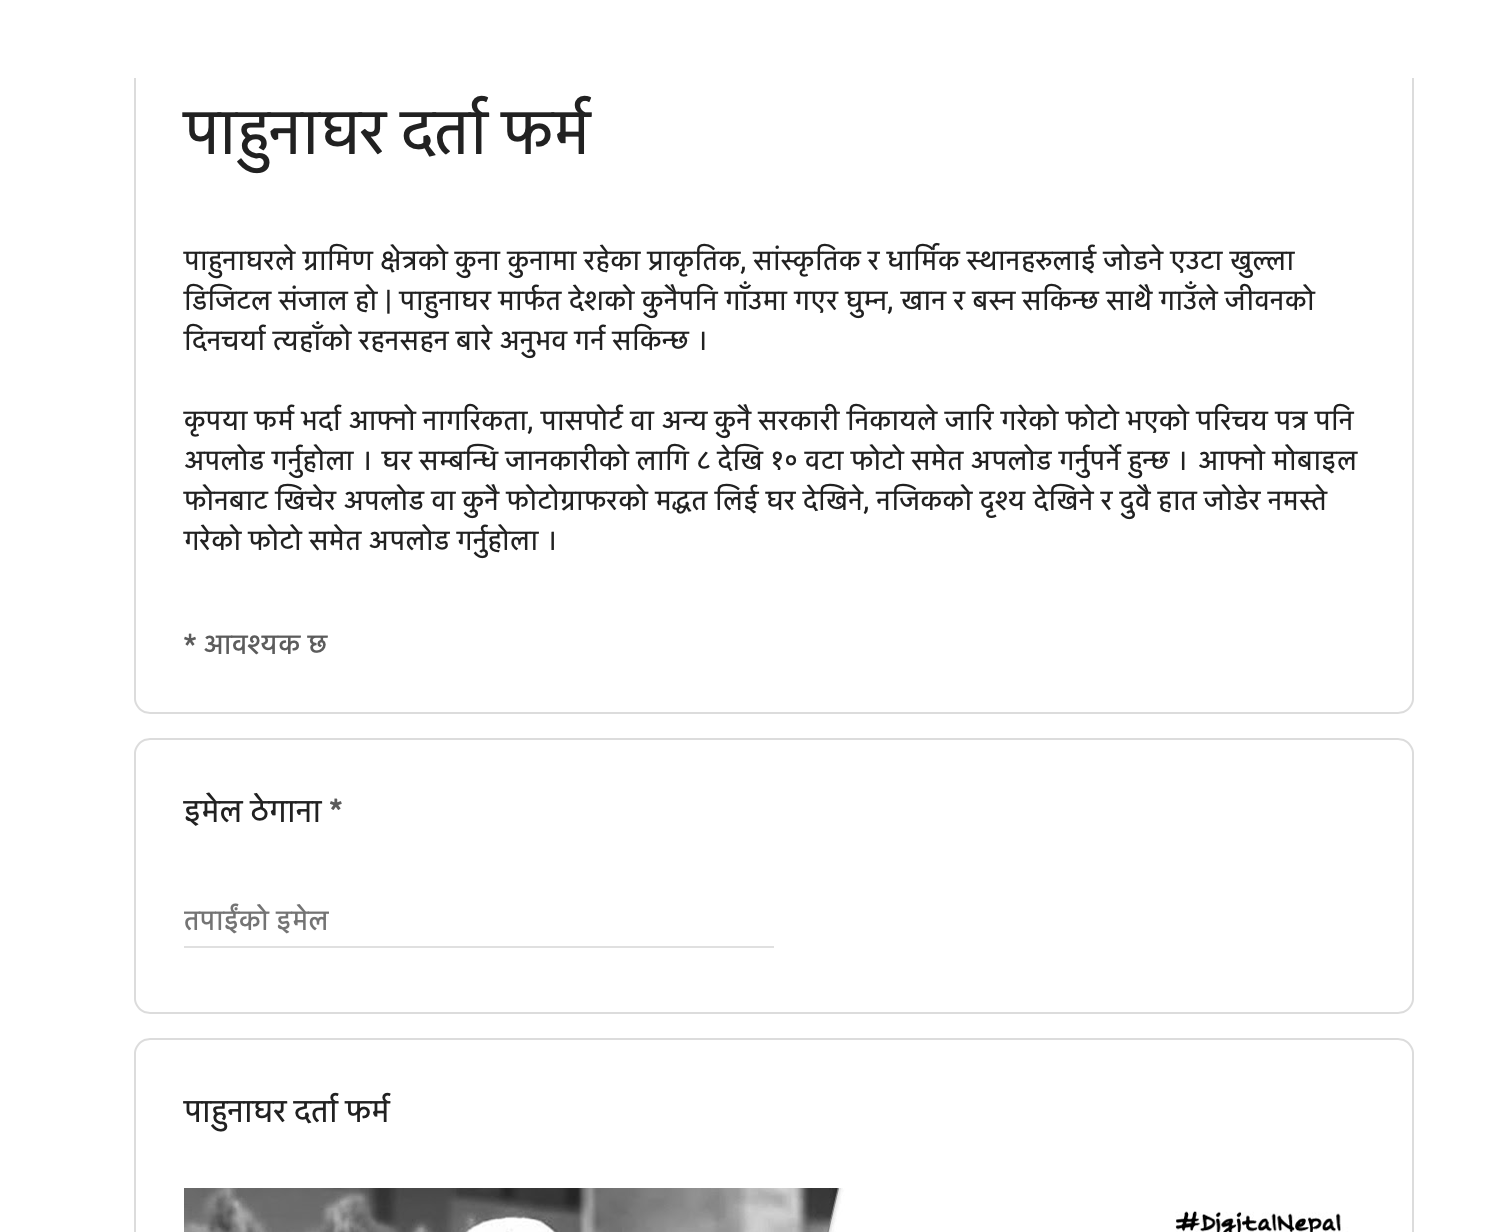 पाहुनाघर दर्ता फर्म
पाहुनाघरले ग्रामिण क्षेत्रको कुना कुनामा रहेका प्राकृतिक, सांस्कृतिक र धार्मिक स्थानहरुलाई जोडने एउटा खुल्ला
डिजिटल संजाल हो | पाहुनाघर मार्फत देशको कुनैपनि गाँउमा गएर घुम्न, खान र बस्न सकिन्छ साथै गाउँले जीवनको
दिनचर्या त्यहाँको रहनसहन बारे अनुभव गर्न सकिन्छ ।
कृपया फर्म भर्दा आफ्नो नागरिकता, पासपोर्ट वा अन्य कुनै सरकारी निकायले जारि गरेको फोटो भएको परिचय पत्र पनि
अपलोड गर्नुहोला । घर सम्बन्धि जानकारीको लागि ८ देखि १० वटा फोटो समेत अपलोड गर्नुपर्ने हुन्छ । आफ्नो मोबाइल
फोनबाट खिचेर अपलोड वा कुनै फोटोग्राफरको मद्धत लिई घर देखिने, नजिकको दृश्य देखिने र दुवै हात जोडेर नमस्ते
गरेको फोटो समेत अपलोड गर्नुहोला ।
* आवश्यक छ
इमेल ठेगाना *
तपाईंको इमेल
पाहुनाघर दर्ता फर्म
#DigitalNepal